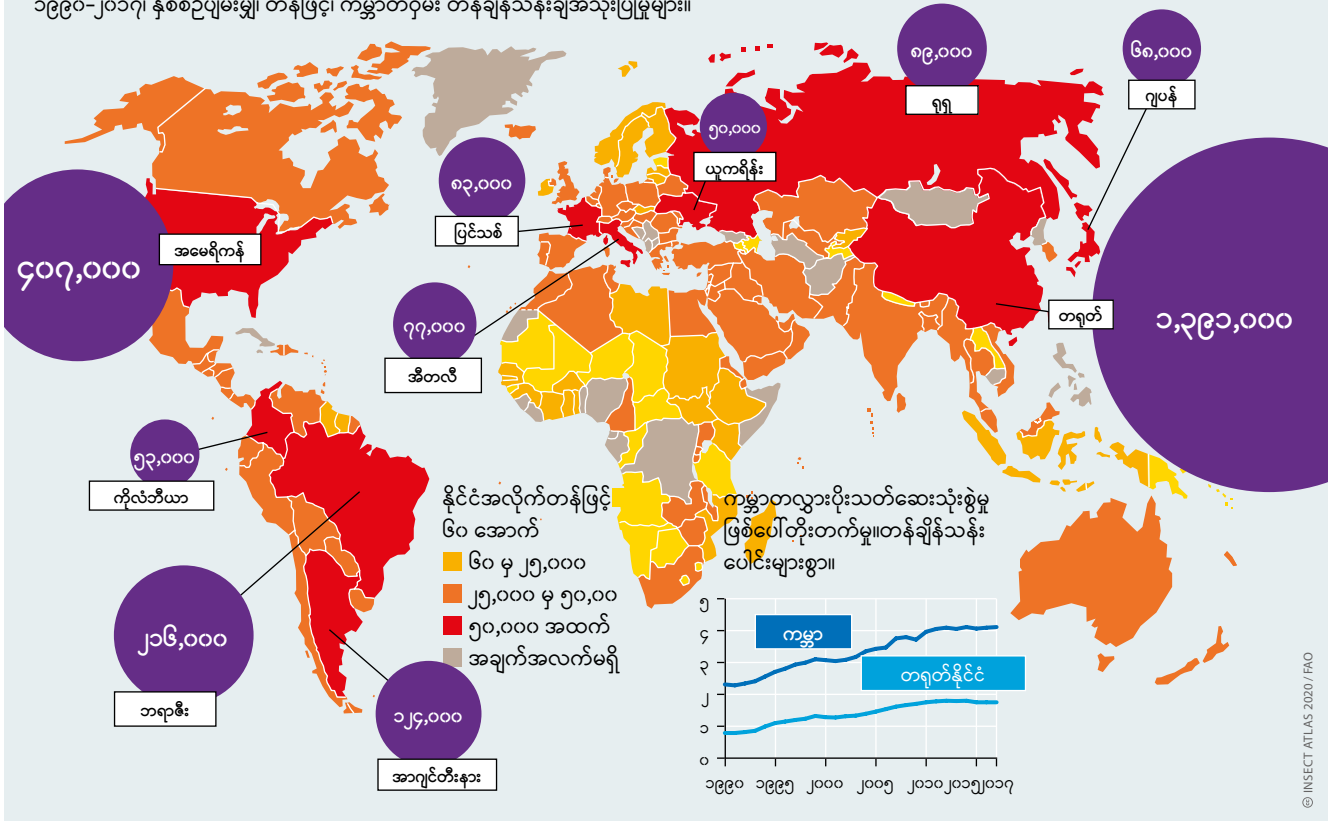 ၁၉၉၀-၂၀၁၇၊ နှစ်စဉ်ပျမ်းမျှ၊ တန်ဖြင့်၊ ကမ္ဘာတဝှမ်း တန်ချိန်သန်းချီအသုံးပြုမှုများ။
၈၉,၀၀၀
ရုရှ
၆၈,၀၀၀
ဂျပန်
၅၀,၀၀၀
ယူကရိန်း
၈၃,၀၀၀
ပြင်သစ်
၄၀၇,၀၀၀
အမေရိကန်
၇၇,၀၀၀
အီတလီ
တရုတ်
၁,၃၉၁,၀၀၀
၅၃,၀၀၀
ကိုလံဘီယာ
၂၁၆,၀၀၀
ဘရာဇီး
၁၂၄,၀၀၀
အာဂျင်တီးနား
နိုင်ငံအလိုက်တန်ဖြင့်
၆၀ အောက်
၆၀ မှ ၂၅,၀၀၀
၂၅,၀၀၀ မှ ၅၀,၀၀
၅၀,၀၀၀ အထက်
အချက်အလက်မရှိ
ကမ္ဘာတလွှားပိုးသတ်ဆေးသုံးစွဲမှု
ဖြစ်ပေါ်တိုးတက်မှု။တန်ချိန်သန်း
ပေါင်းများစွာ။
၅
၄
၃
၂
၁
၀
ကမ္ဘာ
တရုတ်နိုင်ငံ
၁၉၉၀ ၁၉၉၅ ၂၀၀၀ ၂၀၀၅ ၂၀၁၀ ၂၀၁၅ ၂၀၁၇
© INSECT ATLAS 2020 / FAO